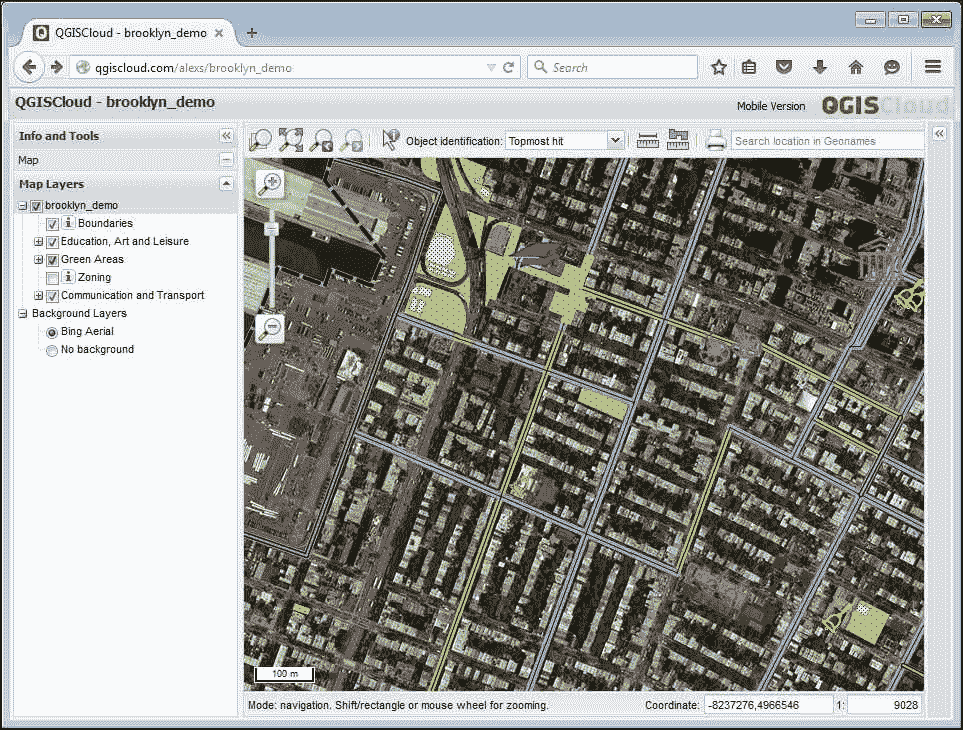 QGISCloud - brooklyn_demo
qgiscloud.com/alexs/brooklyn_demo
Search
QGISCloud - brooklyn_demo
Mobile Version
QGISCloud
Info and Tools
Object identification:
Topmost hit
Search location in Geonames
Map
Map Layers
brooklyn_demo
Boundaries
Education, Art and Leisure
Green Areas
Zoning
Communication and Transport
Background Layers
Bing Aerial
No background
100 m
Mode: navigation. Shift/rectangle or mouse wheel for zooming.
Coordinate:
-8237276,4966546
1:
9028